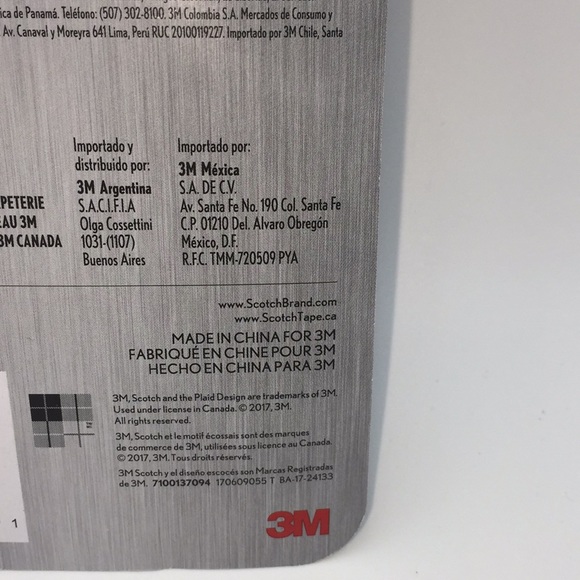 ica de Panamá. Teléfono: (507) 302-8100. 3M Colombia S.A. Mercados de Consumo y
Av. Canaval y Moreyra 641 Lima, Perú RUC 20100119227. Importado por 3M Chile, Santa
PETERIE
EAU 3M
3M CANADA
Importado y
distribuido por:
3M Argentina
S.A.C.I.F.I.A
Olga Cossettini
1031-(1107)
Buenos Aires
Importado por:
3M México
S.A. DE C.V.
Av. Santa Fe No. 190 Col. Santa Fe
C.P. 01210 Del. Alvaro Obregón
México, D.F.
R.F.C. TMM-720509 PYA
www.ScotchBrand.com
www.ScotchTape.ca
MADE IN CHINA FOR 3M
FABRIQUÉ EN CHINE POUR 3M
HECHO EN CHINA PARA 3M
TM
3M, Scotch and the Plaid Design are trademarks of 3M.
Used under license in Canada. © 2017, 3M.
All rights reserved.
3M, Scotch et le motif écossais sont des marques
de commerce de 3M, utilisées sous licence au Canada.
© 2017, 3M. Tous droits réservés.
3M Scotch y el diseño escocés son Marcas Registradas
de 3M. 7100137094 170609055 T BA-17-24133
1
3M